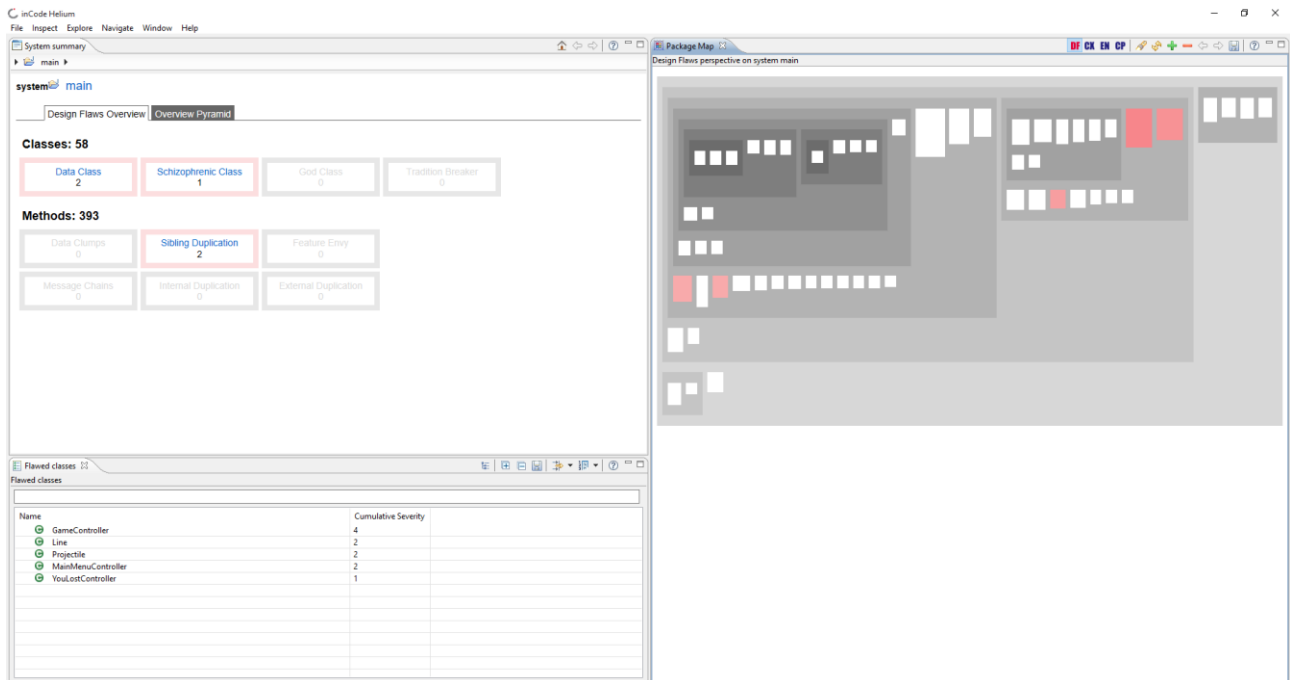 inCode Helium
File Inspect Explore Navigate Window Help
System summary
main
system main
Design Flaws Overview Overview Pyramid
Classes: 58
Data Class Schizophrenic Class God Class Tradition Breaker
2 1 0 0
Methods: 393
Data Clumps Sibling Duplication Feature Envy
0 2 0
Message Chains Internal Duplication External Duplication
0 0 0
Flawed classes
Flawed classes
Name Cumulative Severity
GameController 4
Line 2
Projectile 2
MainMenuController 2
YouLostController 1
Package Map DF CX EN CP
Design Flaws perspective on system main